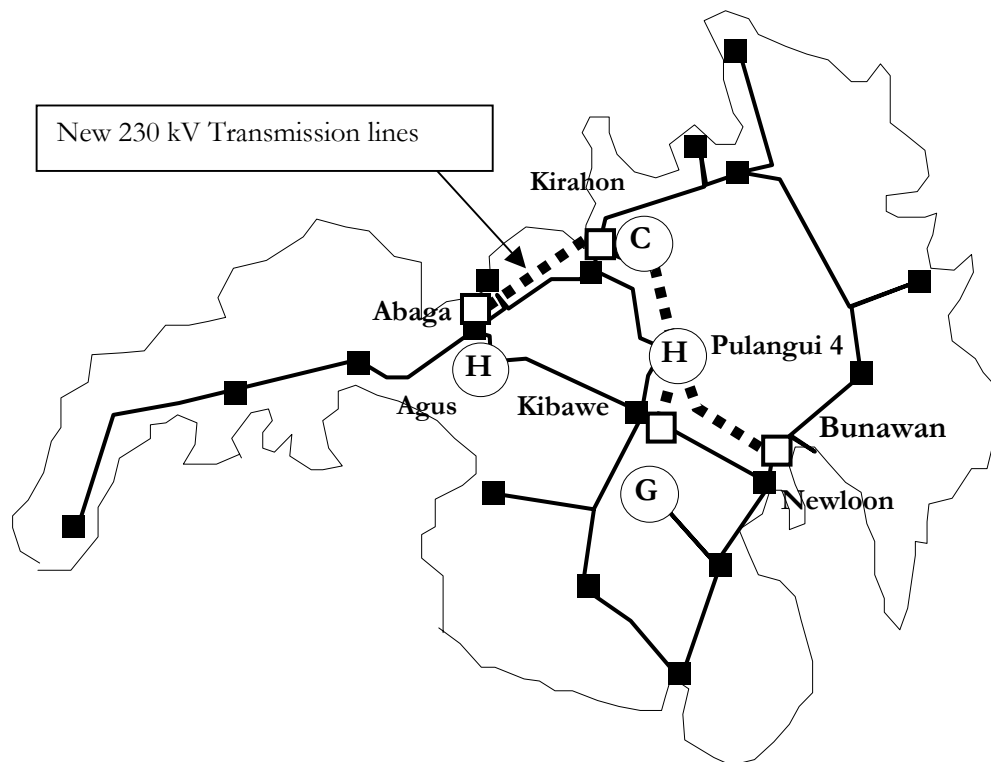 New 230 kV Transmission lines
Kirahon
C
Abaga
H
Pulangui 4
H
Agus
Kibawe
Bunawan
G
Newloon